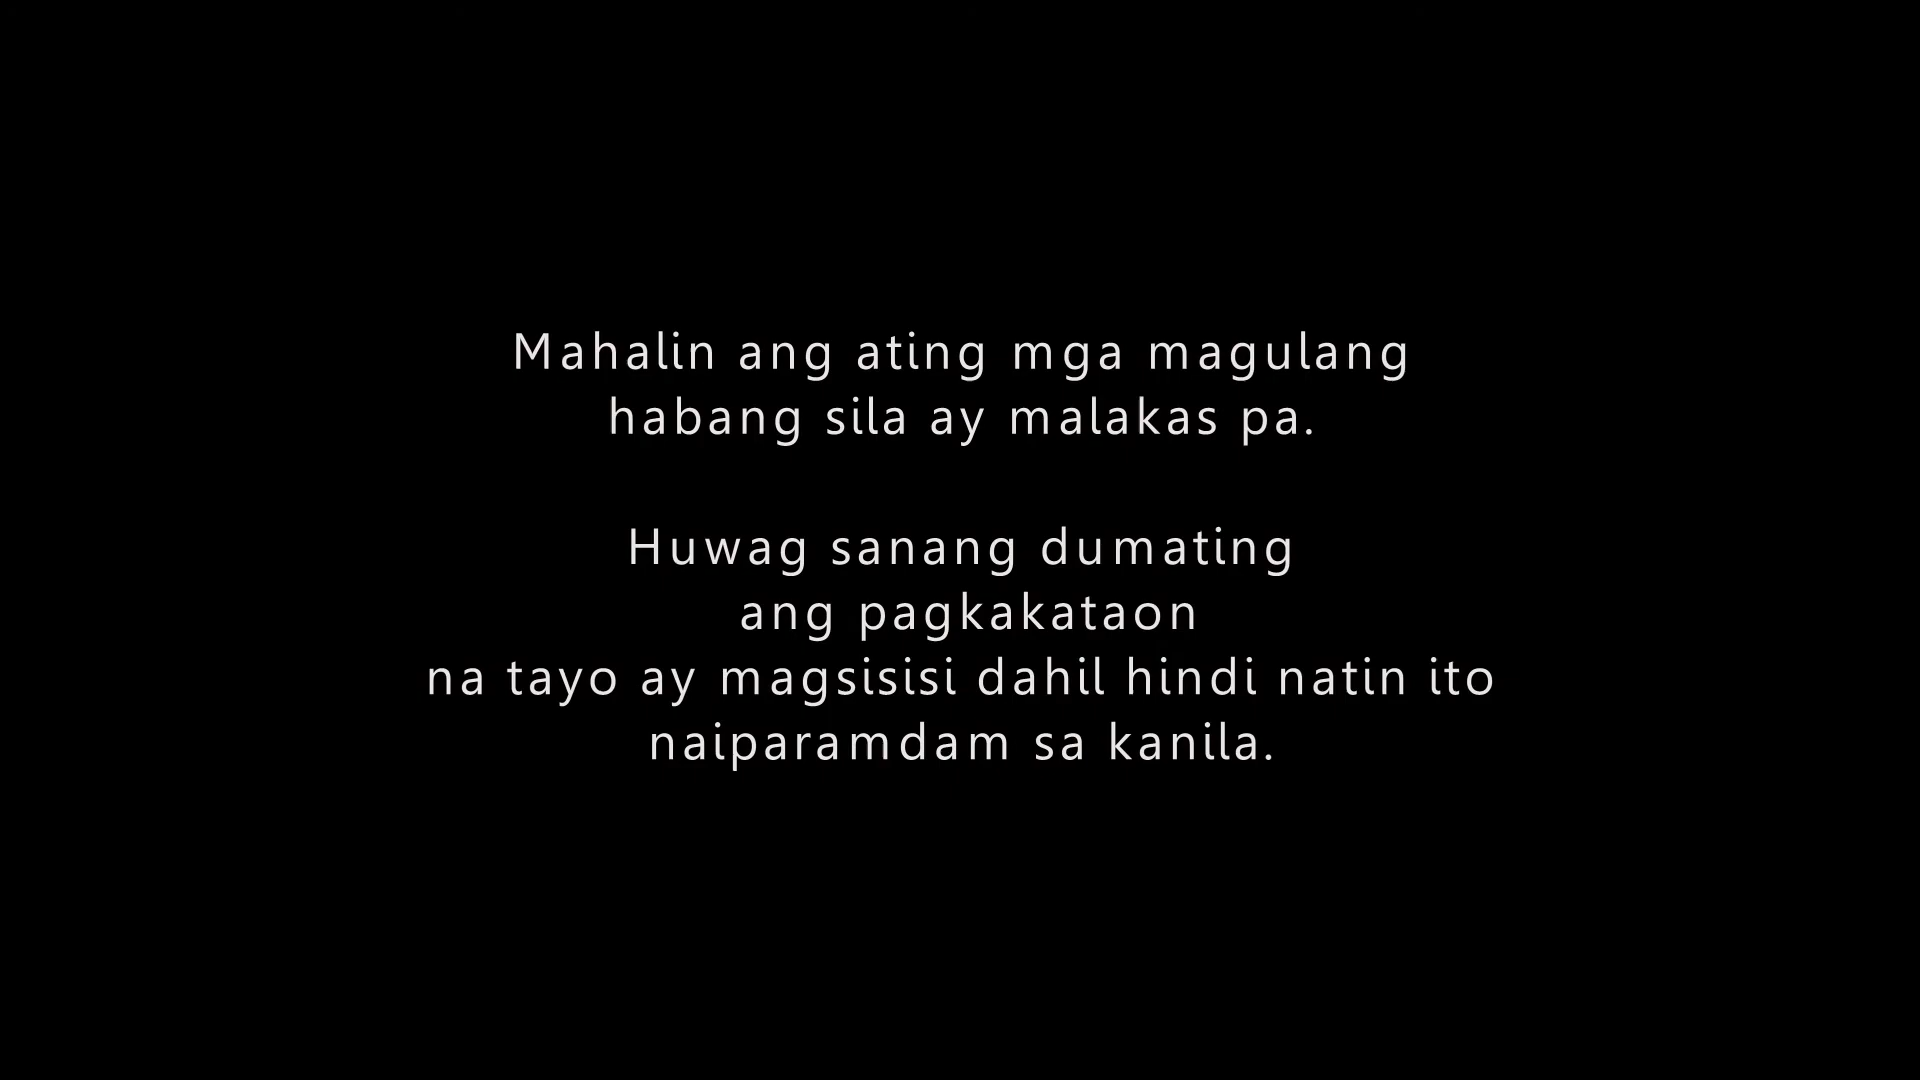 Mahalin ang ating mga magulang
habang sila ay malakas pa.
Huwag sanang dumating
ang pagkakataon
na tayo ay magsisisi dahil hindi natin ito
naiparamdam sa kanila.